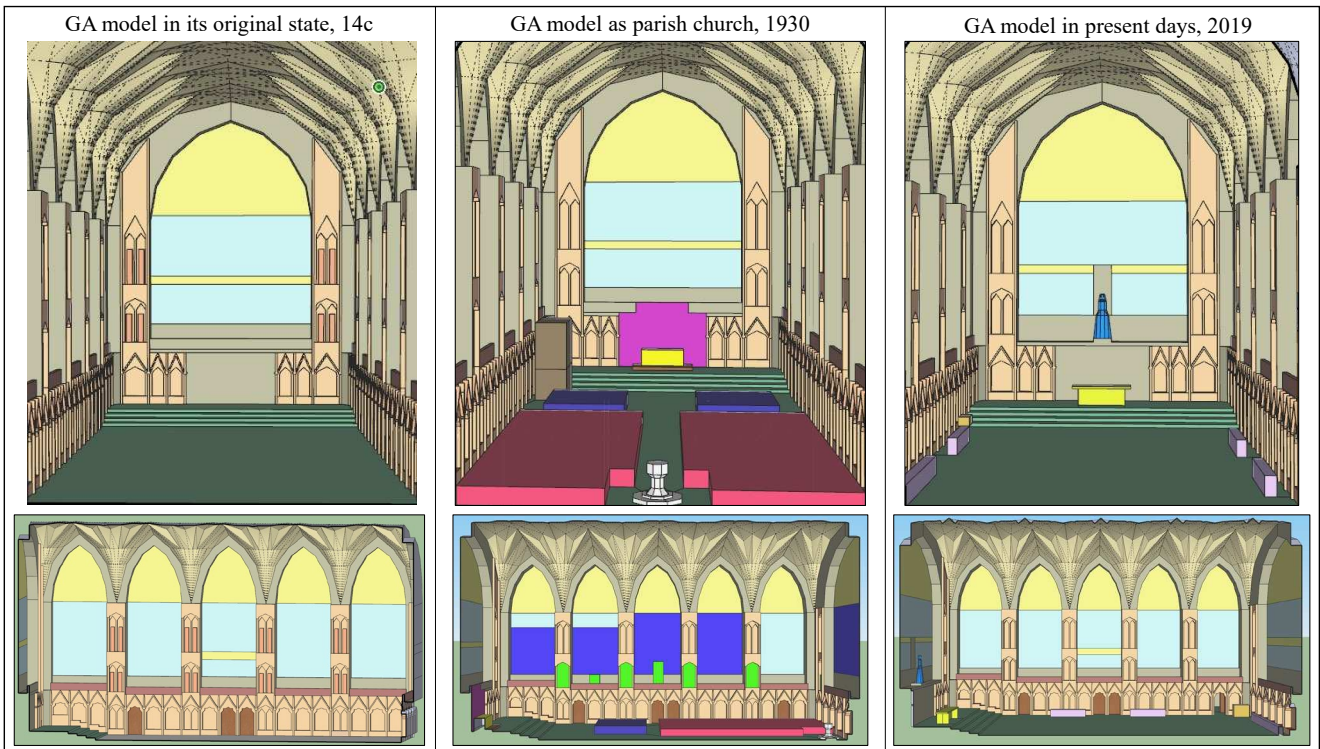 GA model in its original state, 14c
GA model as parish church, 1930
GA model in present days, 2019